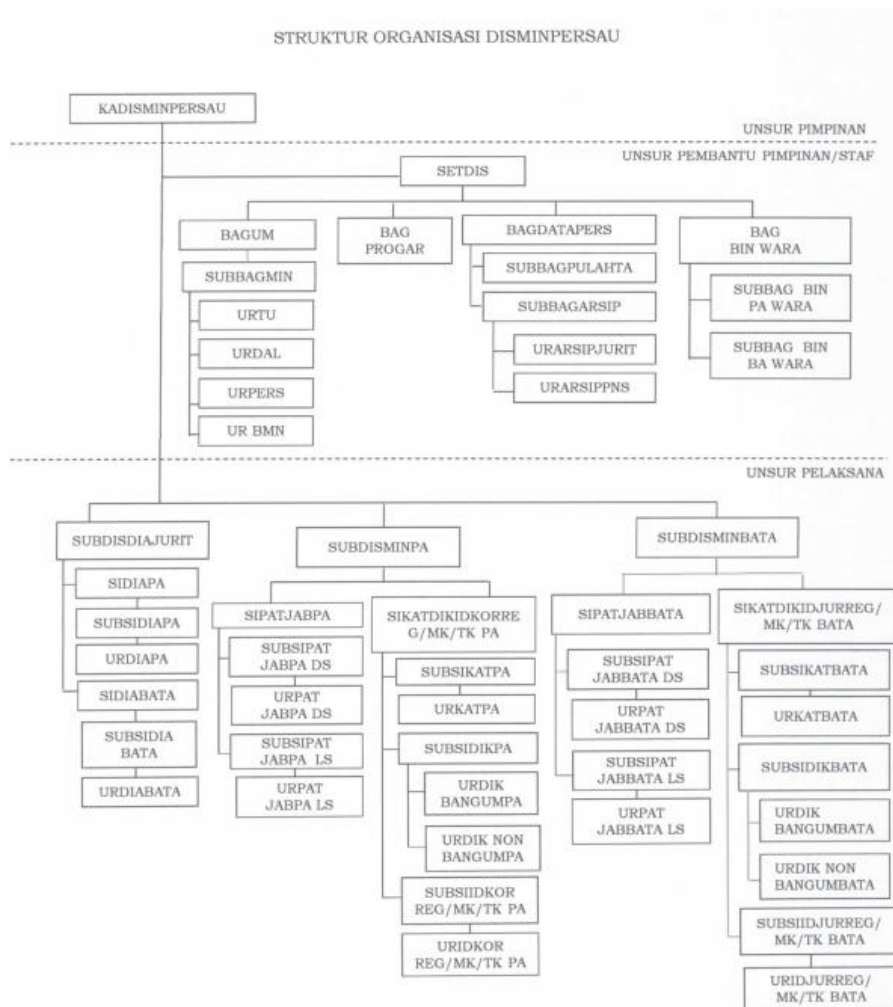 STRUKTUR ORGANISASI DISMINPERSAU
KADISMINPERSAU
UNSUR PIMPINAN
UNSUR PEMBANTU PIMPINAN/STAF
SETDIS
BAGUM
BAG
PROGAR
BAGDATAPERS
BAG
BIN WARA
SUBBAGMIN
URTU
URDAL
URPERS
UR BMN
SUBBAGPULAHTA
SUBBAGARSIP
URARSIPJURIT
URARSIPPNS
SUBBAG BIN
PA WARA
SUBBAG BIN
BA WARA
UNSUR PELAKSANA
SUBDISDIAJURIT
SIDIAPA
SUBSIDIAPA
URDIAPA
SIDIABATA
SUBSIDIA
BATA
URDIABATA
SUBDISMINPA
SIPATJABPA
SUBSIPAT
JABPA DS
URPAT
JABPA DS
SUBSIPAT
JABPA LS
URPAT
JABPA LS
SIKATDIKIDKORRE
G/MK/TK PA
SUBSIKATPA
URKATPA
SUBSIDIKPA
URDIK
BANGUMPA
URDIK NON
BANGUMPA
SUBSIIDKOR
REG/MK/TK PA
URIDKOR
REG/MK/TK PA
SUBDISMINBATA
SIPATJABBATA
SUBSIPAT
JABBATA DS
URPAT
JABBATA DS
SUBSIPAT
JABBATA LS
URPAT
JABBATA LS
SIKATDIKIDJURREG/
MK/TK BATA
SUBSIKATBATA
URKATBATA
SUBSIDIKBATA
URDIK
BANGUMBATA
URDIK NON
BANGUMBATA
SUBSIIDJURREG/
MK/TK BATA
URIDJURREG/
MK/TK BATA